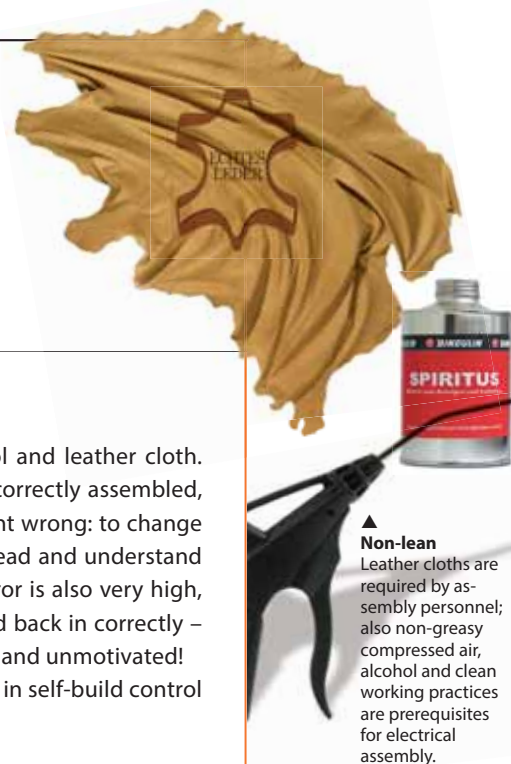 ECHTES
LEDER
SPIRITUS
l and leather cloth.
correctly assembled,
nt wrong: to change
ead and understand
or is also very high,
d back in correctly –
and unmotivated!
in self-build control
▲
Non-lean
Leather cloths are
required by as-
sembly personnel;
also non-greasy
compressed air,
alcohol and clean
working practices
are prerequisites
for electrical
assembly.